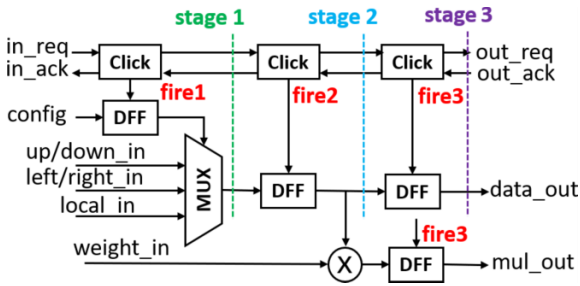 stage 1 stage 2 stage 3
in_req Click Click Click out_req
in_ack out_ack
fire1 fire2 fire3
config DFF
up/down_in
left/right_in MUX DFF DFF data_out
local_in
fire3
weight_in X DFF mul_out